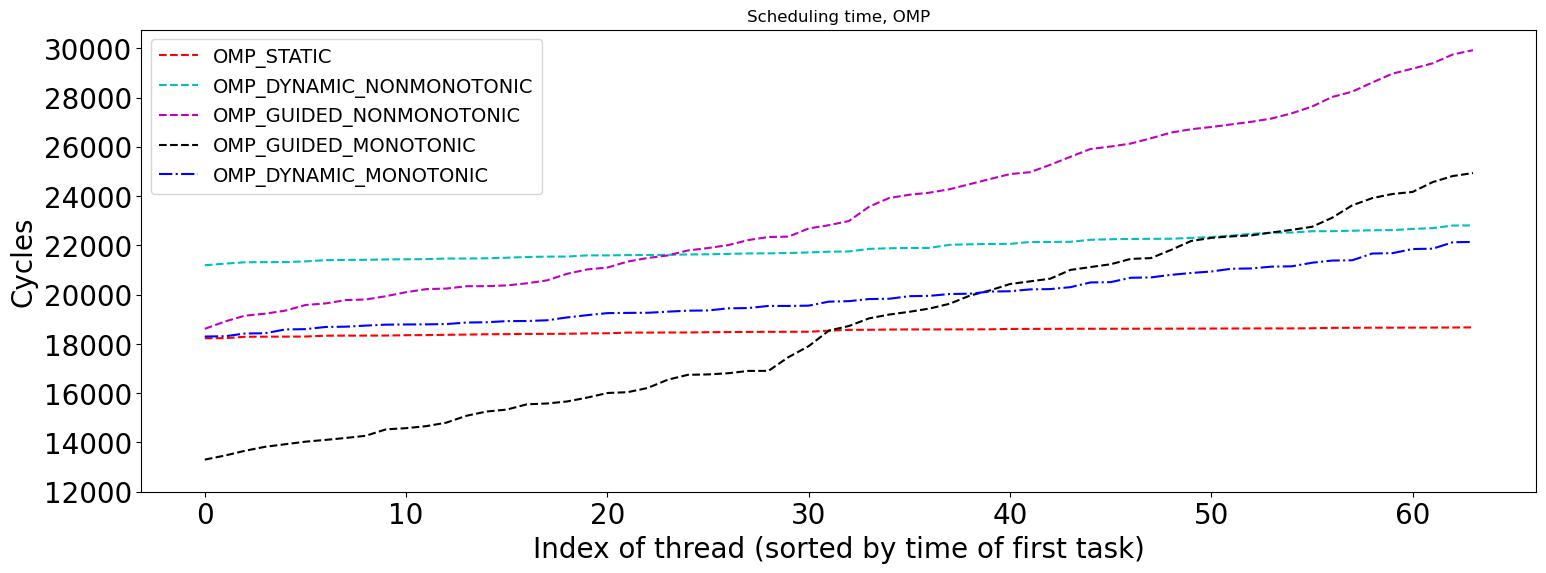 Scheduling time, OMP
30000
28000
26000
24000
22000
20000
18000
16000
14000
12000
Cycles
OMP_STATIC
OMP_DYNAMIC_NONMONOTONIC
OMP_GUIDED_NONMONOTONIC
OMP_GUIDED_MONOTONIC
OMP_DYNAMIC_MONOTONIC
0 10 20 30 40 50 60
Index of thread (sorted by time of first task)